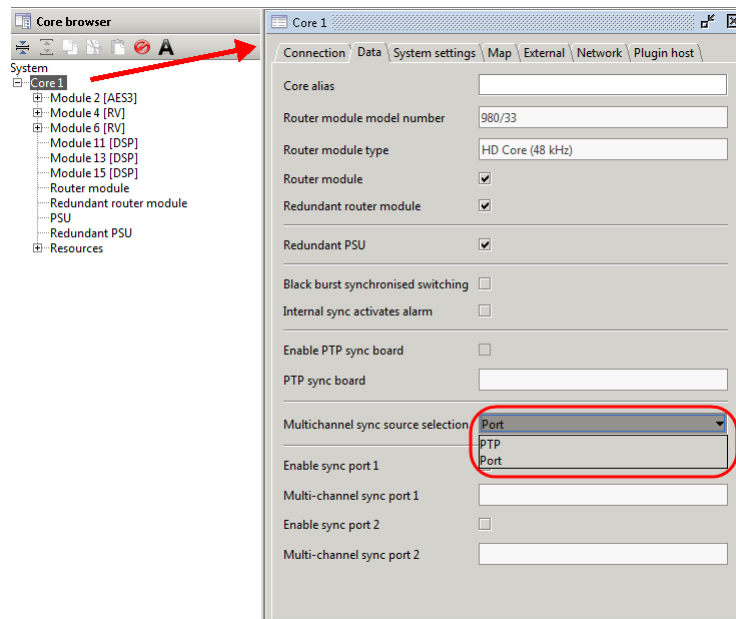 Core browser
A
System
Core 1
Module 2 [AES3]
Module 4 [RV]
Module 6 [RV]
Module 11 [DSP]
Module 13 [DSP]
Module 15 [DSP]
Router module
Redundant router module
PSU
Redundant PSU
Resources
Core 1
Connection Data System settings Map External Network Plugin host
Core alias
Router module model number 980/33
Router module type HD Core (48 kHz)
Router module
Redundant router module
Redundant PSU
Black burst synchronised switching
Internal sync activates alarm
Enable PTP sync board
PTP sync board
Multichannel sync source selection Port
PTP
Port
Enable sync port 1
Multi-channel sync port 1
Enable sync port 2
Multi-channel sync port 2